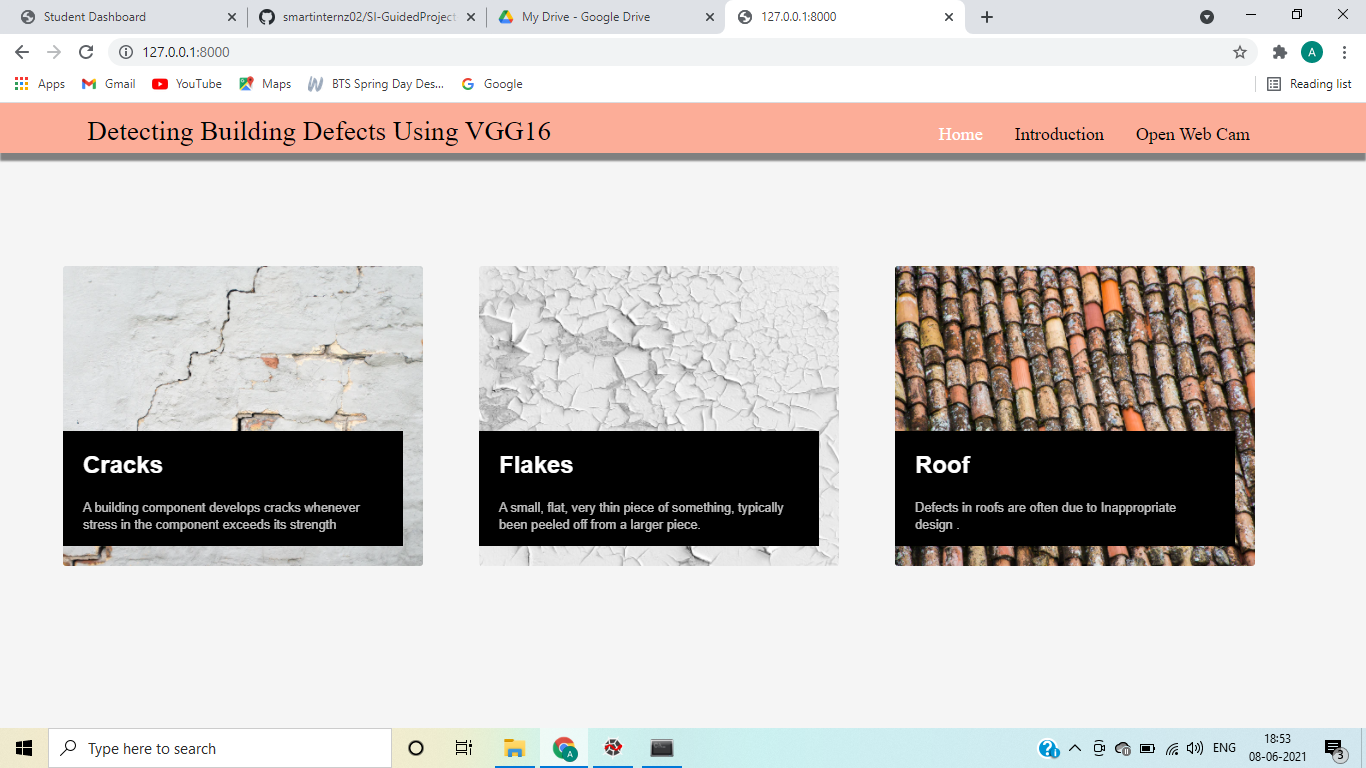 Student Dashboard
smartinternz02/SI-GuidedProject
My Drive - Google Drive
127.0.0.1:8000
127.0.0.1:8000
A
Apps
Gmail
YouTube
Maps
BTS Spring Day Des...
Google
Reading list
Detecting Building Defects Using VGG16
Home
Introduction
Open Web Cam
Cracks
A building component develops cracks whenever
stress in the component exceeds its strength
Flakes
A small, flat, very thin piece of something, typically
been peeled off from a larger piece.
Roof
Defects in roofs are often due to Inappropriate
design .
Type here to search
A
ENG
18:53
08-06-2021
3